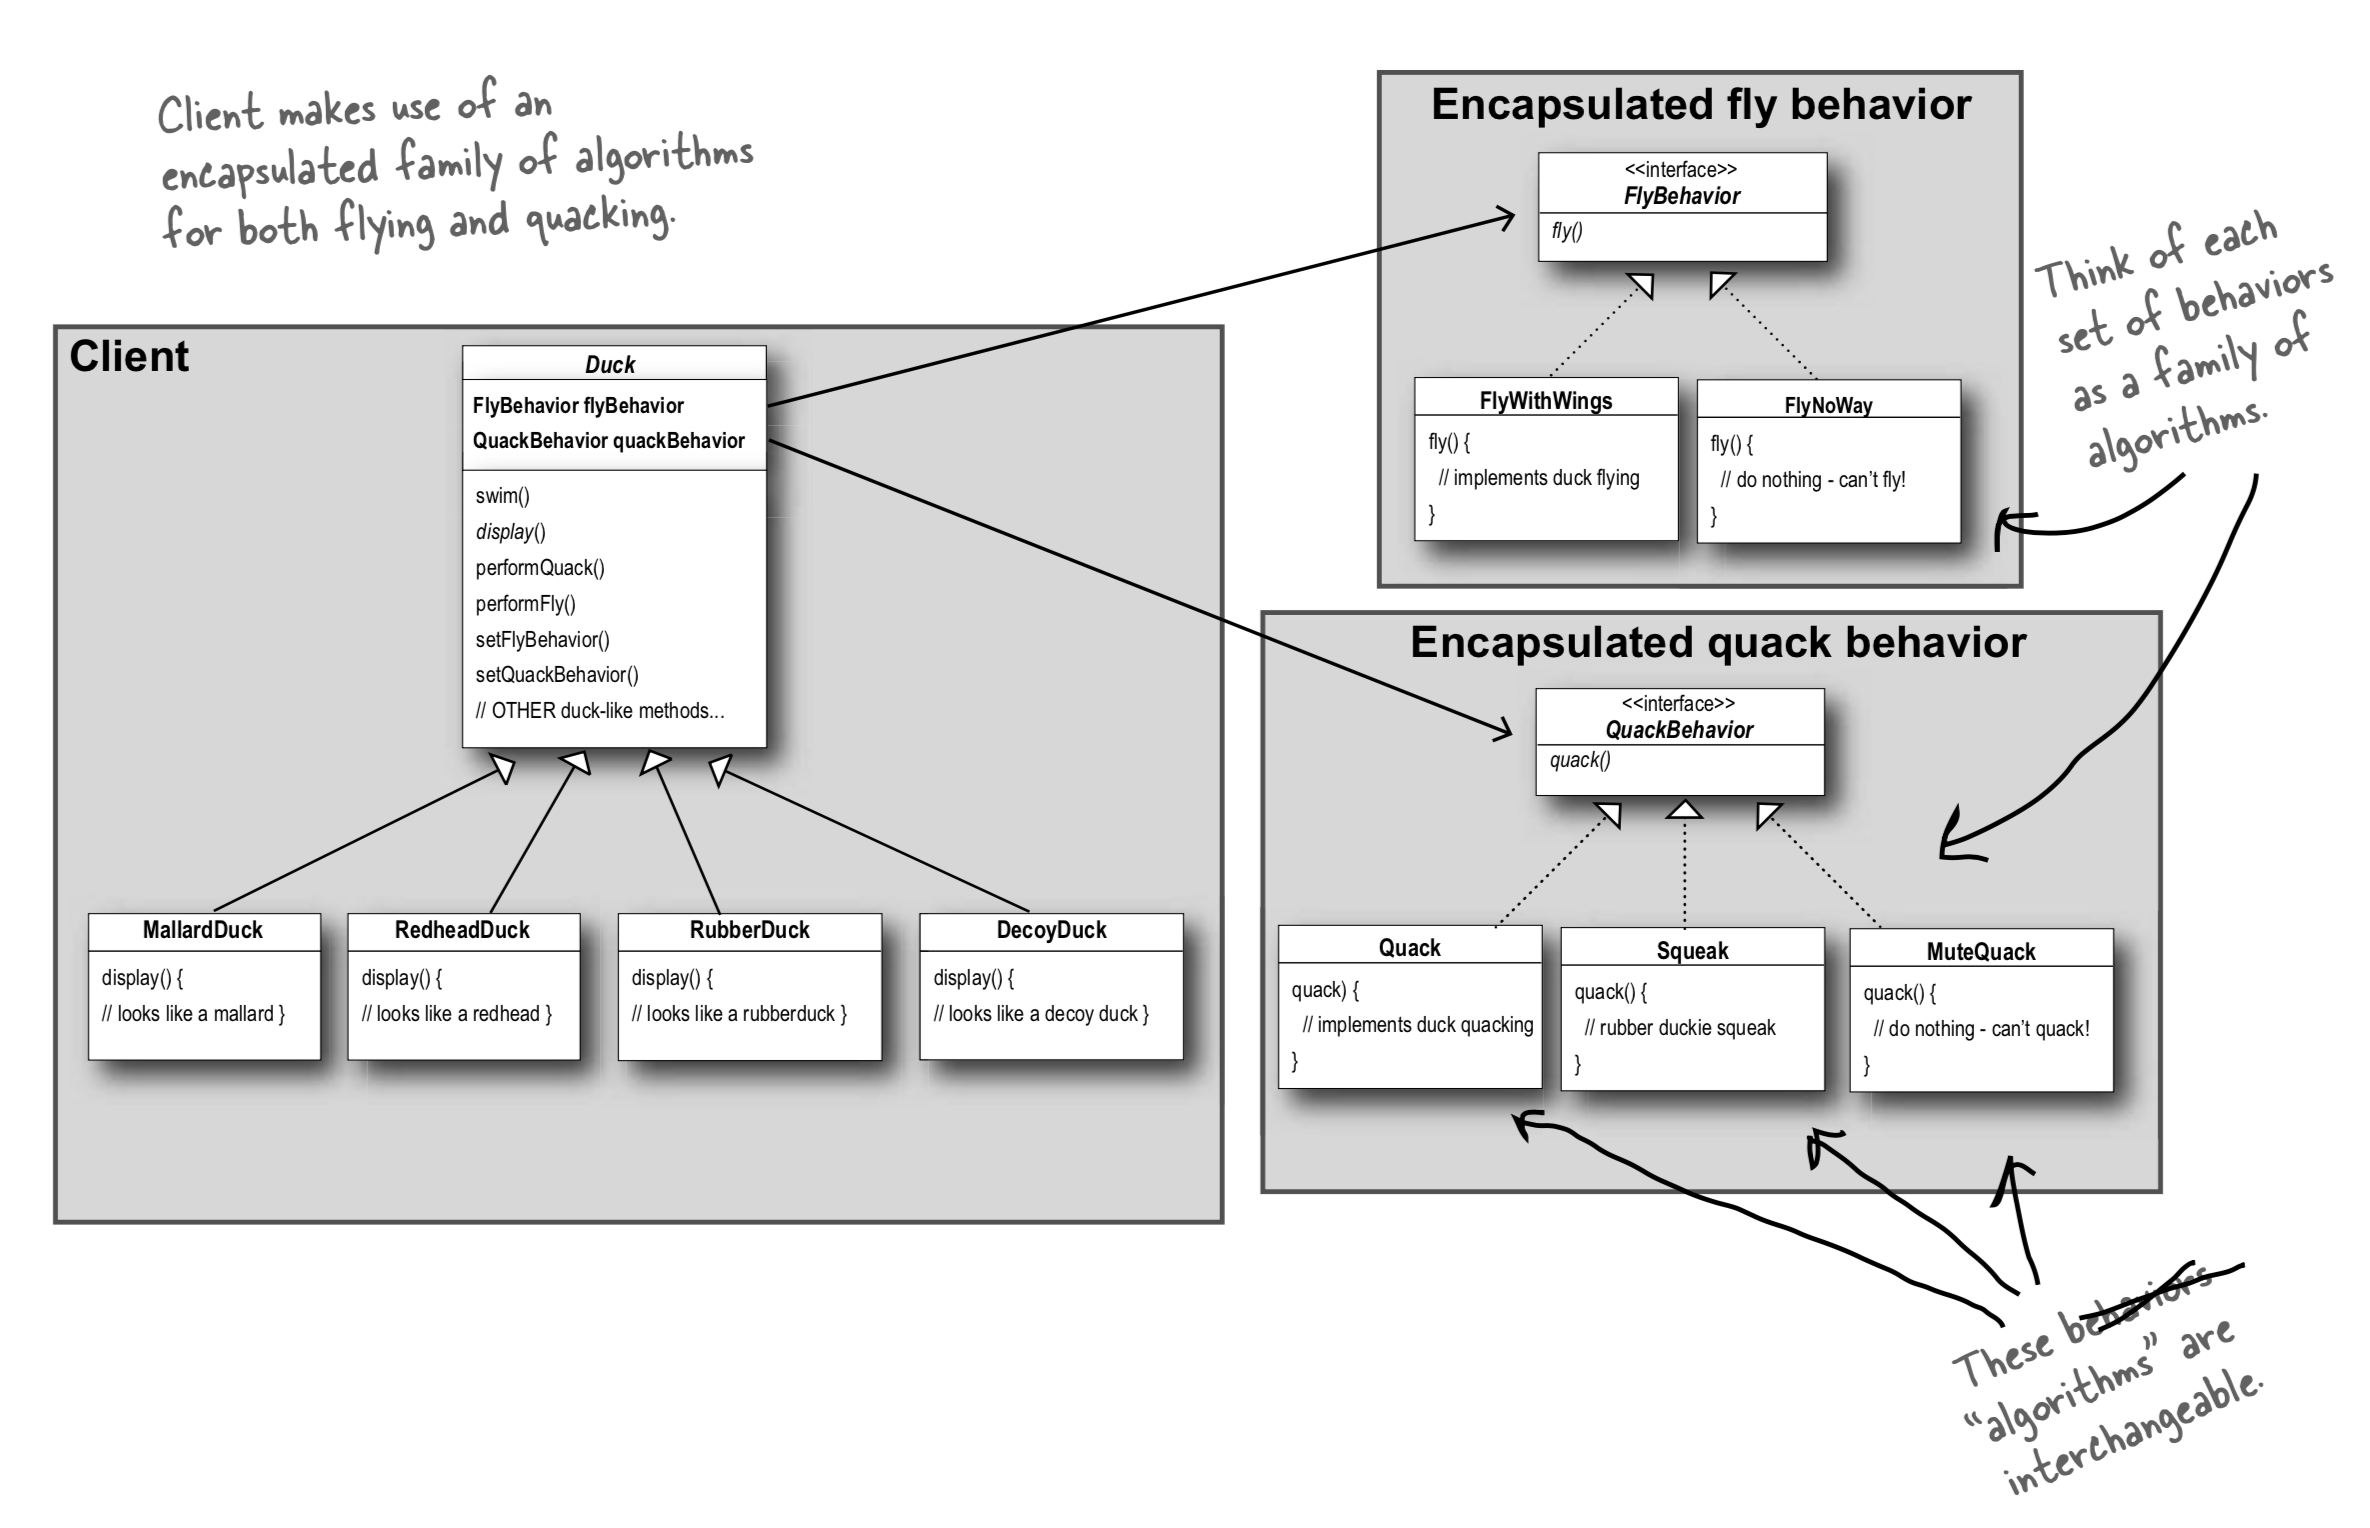 Client makes use of an
encapsulated family of algorithms
for both flying and quacking.
Client
Duck
FlyBehavior flyBehavior
QuackBehavior quackBehavior
swim()
display()
performQuack()
performFly()
setFlyBehavior()
setQuackBehavior()
// OTHER duck-like methods...
MallardDuck
display() {
// looks like a mallard }
RedheadDuck
display() {
// looks like a redhead }
RubberDuck
display() {
// looks like a rubberduck }
DecoyDuck
display() {
// looks like a decoy duck }
Encapsulated fly behavior
<<interface>>
FlyBehavior
fly()
FlyWithWings
fly() {
// implements duck flying
}
FlyNoWay
fly() {
// do nothing - can't fly!
}
Think of each
set of behaviors
as a family of
algorithms.
Encapsulated quack behavior
<<interface>>
QuackBehavior
quack()
Quack
quack) {
// implements duck quacking
}
Squeak
quack() {
// rubber duckie squeak
}
MuteQuack
quack() {
// do nothing - can't quack!
}
These behaviors
“algorithms” are
interchangeable.